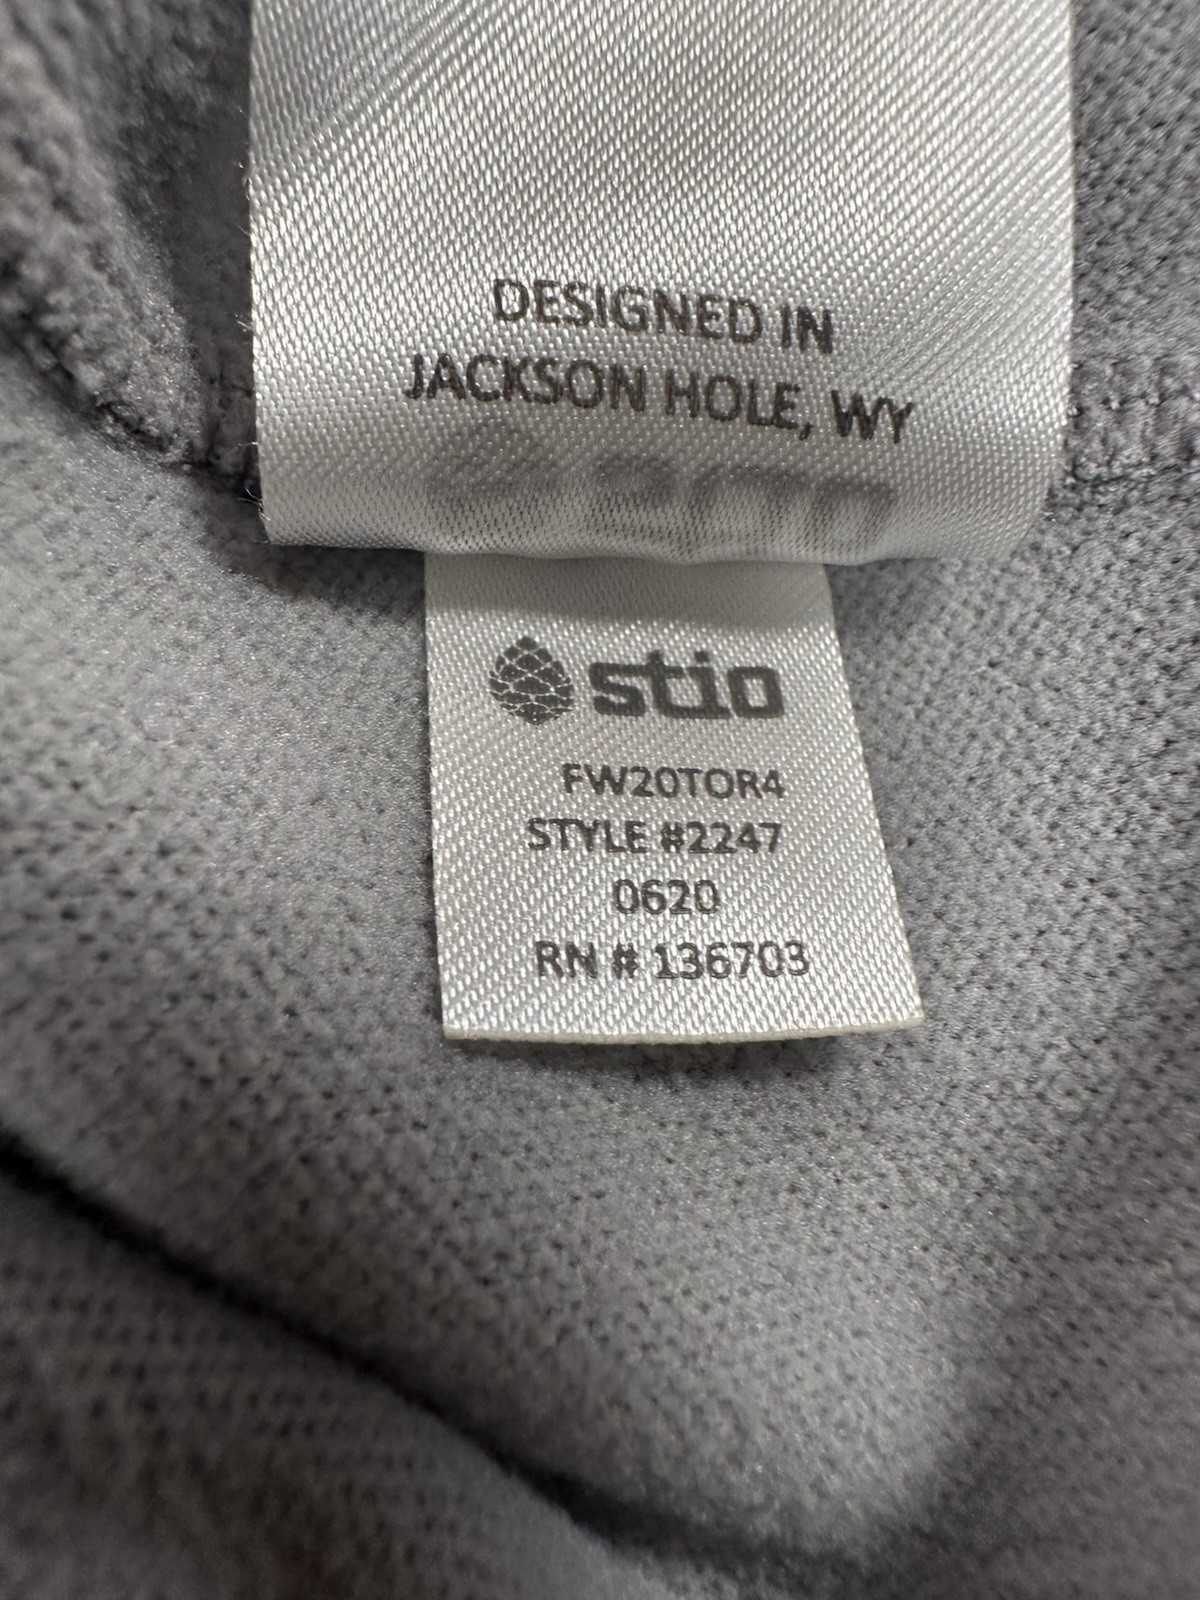 DESIGNED IN
JACKSON HOLE, WY
stio
FW20TOR4
STYLE #2247
0620
RN # 136703